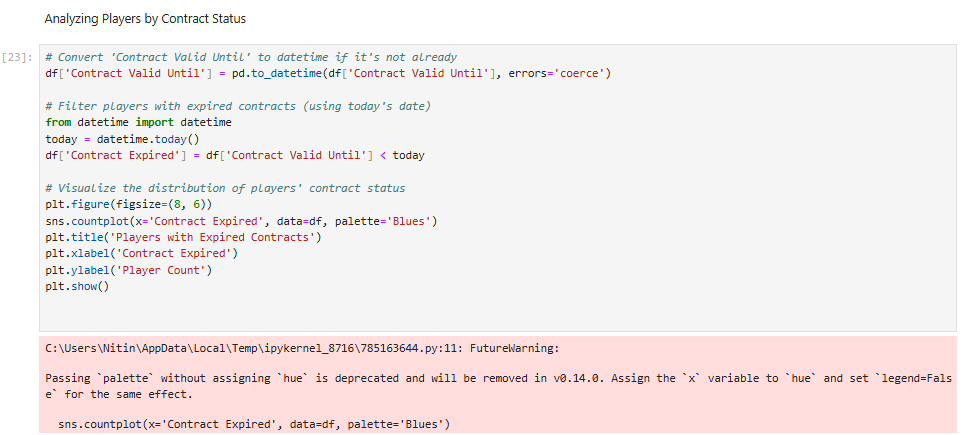 Analyzing Players by Contract Status
[23]:
# Convert 'Contract Valid Until' to datetime if it's not already
df['Contract Valid Until'] = pd.to_datetime(df['Contract Valid Until'], errors='coerce')
# Filter players with expired contracts (using today's date)
from datetime import datetime
today = datetime.today()
df['Contract Expired'] = df['Contract Valid Until'] < today
# Visualize the distribution of players' contract status
plt.figure(figsize=(8, 6))
sns.countplot(x='Contract Expired', data=df, palette='Blues')
plt.title('Players with Expired Contracts')
plt.xlabel('Contract Expired')
plt.ylabel('Player Count')
plt.show()
C:\Users\Nitin\AppData\Local\Temp\ipykernel_8716\785163644.py:11: FutureWarning:
Passing `palette` without assigning `hue` is deprecated and will be removed in v0.14.0. Assign the `x` variable to `hue` and set `legend=Fals
e` for the same effect.
sns.countplot(x='Contract Expired', data=df, palette='Blues')